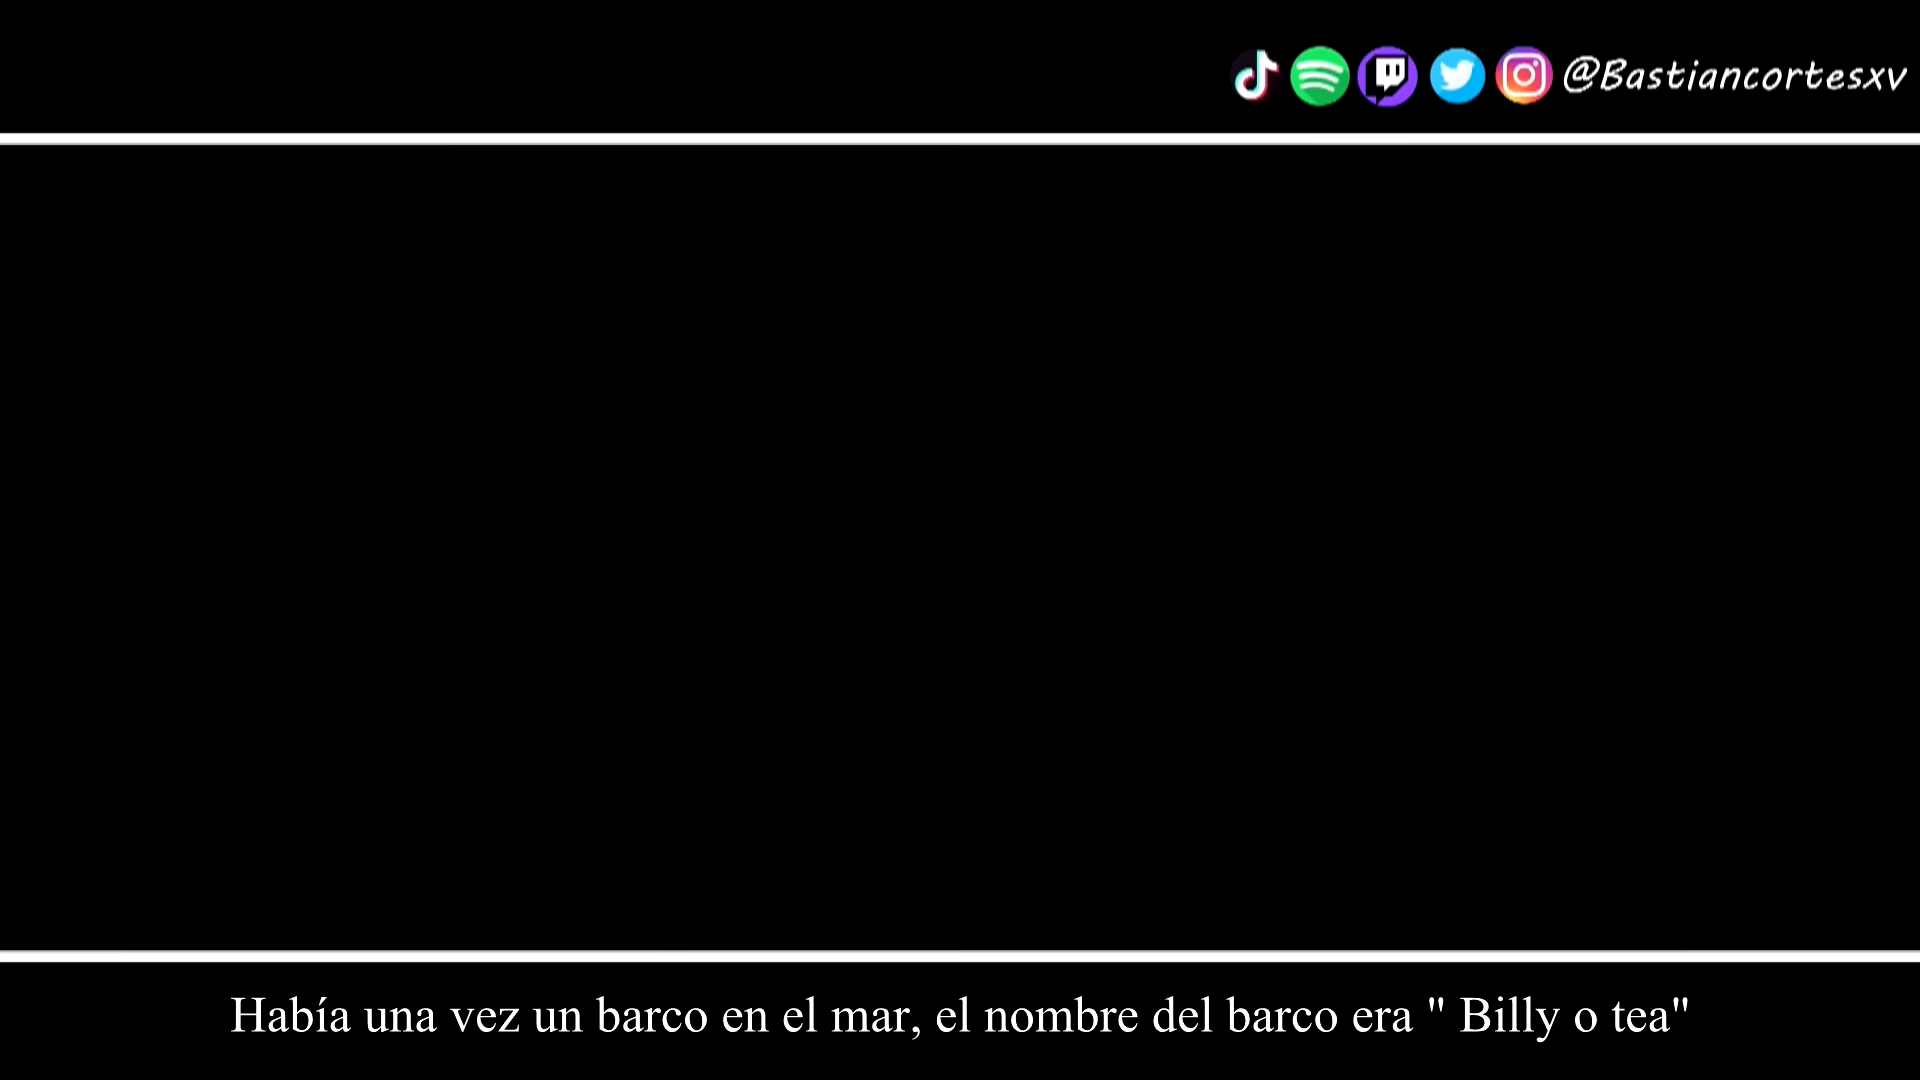 @Bastiancortesxv
Había una vez un barco en el mar, el nombre del barco era " Billy o tea"